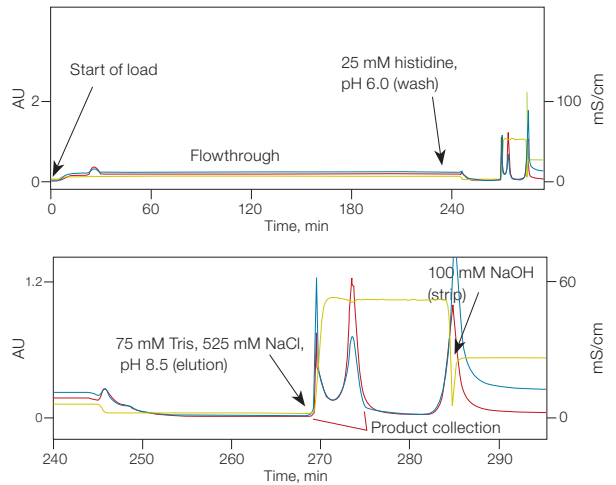 Start of load
25 mM histidine,
pH 6.0 (wash)
Flowthrough
AU
2
0
100
0
mS/cm
0
60
120
180
240
Time, min
1.2
0
AU
60
30
0
mS/cm
100 mM NaOH
(strip)
75 mM Tris, 525 mM NaCl,
pH 8.5 (elution)
Product collection
240
250
260
270
280
290
Time, min